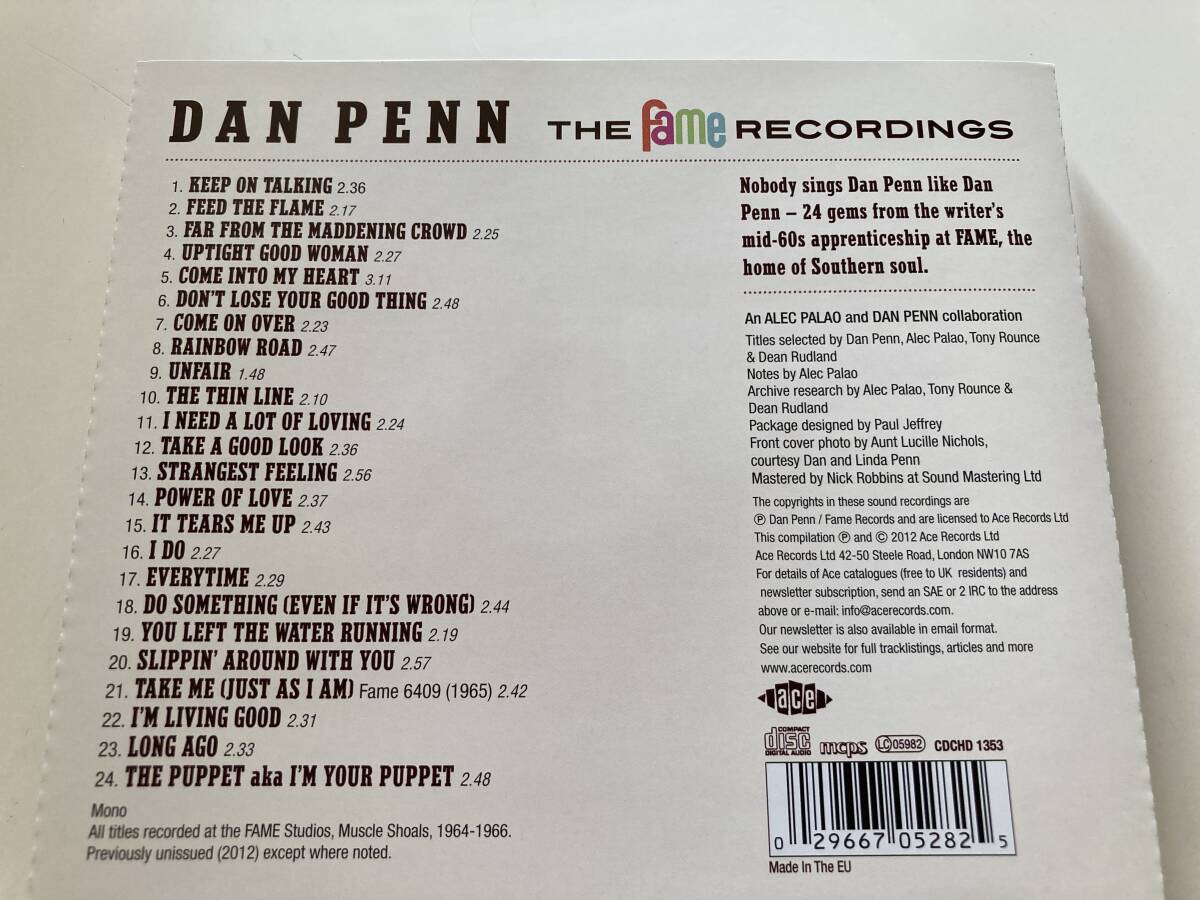 DAN PENN THE fame RECORDINGS
1. KEEP ON TALKING 2.36
2. FEED THE FLAME 2.17
3. FAR FROM THE MADDENING CROWD 2.25
4. UPTIGHT GOOD WOMAN 2.27
5. COME INTO MY HEART 3.11
6. DON'T LOSE YOUR GOOD THING 2.48
7. COME ON OVER 2.23
8. RAINBOW ROAD 2.47
9. UNFAIR 1.48
10. THE THIN LINE 2.10
11. I NEED A LOT OF LOVING 2.24
12. TAKE A GOOD LOOK 2.36
13. STRANGEST FEELING 2.56
14. POWER OF LOVE 2.37
15. IT TEARS ME UP 2.43
16. I DO 2.27
17. EVERYTIME 2.29
18. DO SOMETHING (EVEN IF IT'S WRONG) 2.44
19. YOU LEFT THE WATER RUNNING 2.19
20. SLIPPIN' AROUND WITH YOU 2.57
21. TAKE ME (JUST AS I AM) Fame 6409 (1965) 2.42
22. I'M LIVING GOOD 2.31
23. LONG AGO 2.33
24. THE PUPPET aka I'M YOUR PUPPET 2.48
Mono
All titles recorded at the FAME Studios, Muscle Shoals, 1964-1966.
Previously unissued (2012) except where noted.
Nobody sings Dan Penn like Dan
Penn – 24 gems from the writer's
mid-60s apprenticeship at FAME, the
home of Southern soul.
An ALEC PALAO and DAN PENN collaboration
Titles selected by Dan Penn, Alec Palao, Tony Rounce
& Dean Rudland
Notes by Alec Palao
Archive research by Alec Palao, Tony Rounce &
Dean Rudland
Package designed by Paul Jeffrey
Front cover photo by Aunt Lucille Nichols,
courtesy Dan and Linda Penn
Mastered by Nick Robbins at Sound Mastering Ltd
The copyrights in these sound recordings are
℗ Dan Penn / Fame Records and are licensed to Ace Records Ltd
This compilation ℗ and © 2012 Ace Records Ltd
Ace Records Ltd 42-50 Steele Road, London NW10 7AS
For details of Ace catalogues (free to UK residents) and
newsletter subscription, send an SAE or 2 IRC to the address
above or e-mail: info@acerecords.com.
Our newsletter is also available in email format.
See our website for full tracklistings, articles and more
www.acerecords.com
ace
COMPACT disc DIGITAL AUDIO mcps LC 05982 CDCHD 1353
0 29667 05282 5
Made In The EU